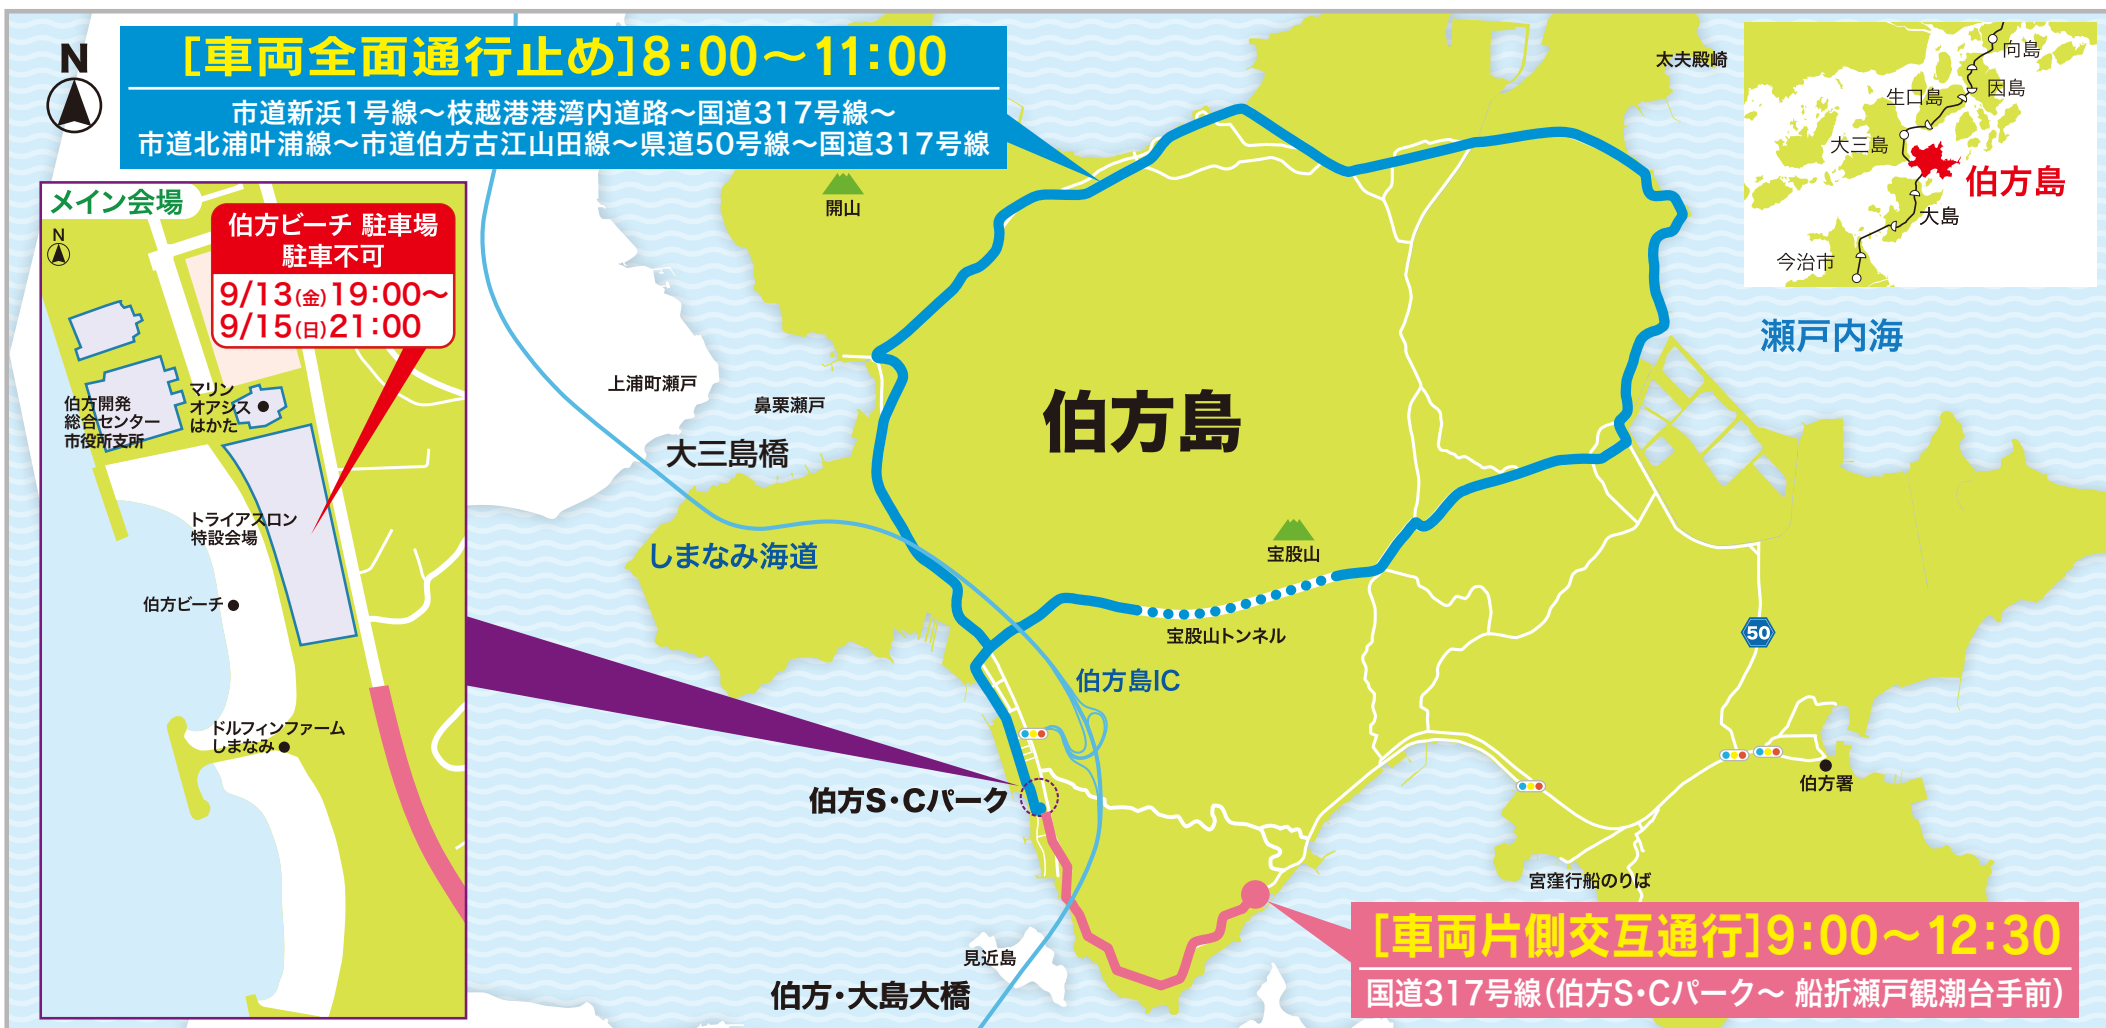 N
[車両全面通行止め]8:00～11:00
市道新浜1号線～枝越港港湾内道路～国道317号線～
市道北浦叶浦線～市道伯方古江山田線～県道50号線～国道317号線
メイン会場
N
伯方ビーチ 駐車場
駐車不可
9/13(金)19:00～
9/15(日)21:00
伯方開発
総合センター
市役所支所
マリン
オアシス
はかた
トライアスロン
特設会場
伯方ビーチ
ドルフィンファーム
しまなみ
開山
上浦町瀬戸
鼻栗瀬戸
大三島橋
しまなみ海道
伯方島
宝股山
宝股山トンネル
伯方島IC
伯方S・Cパーク
見近島
伯方・大島大橋
太夫殿崎
向島
因島
生口島
大三島
伯方島
大島
今治市
瀬戸内海
50
伯方署
宮窪行船のりば
[車両片側交互通行]9:00～12:30
国道317号線(伯方S・Cパーク～ 船折瀬戸観潮台手前)